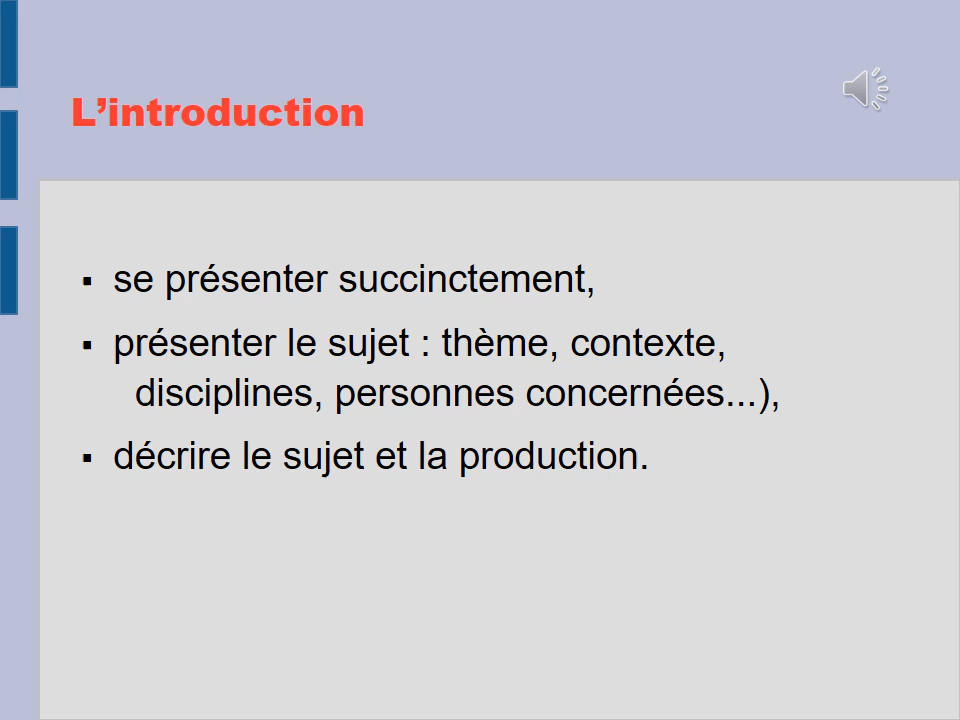 L’introduction
▪ se présenter succinctement,
▪ présenter le sujet : thème, contexte,
disciplines, personnes concernées...),
▪ décrire le sujet et la production.